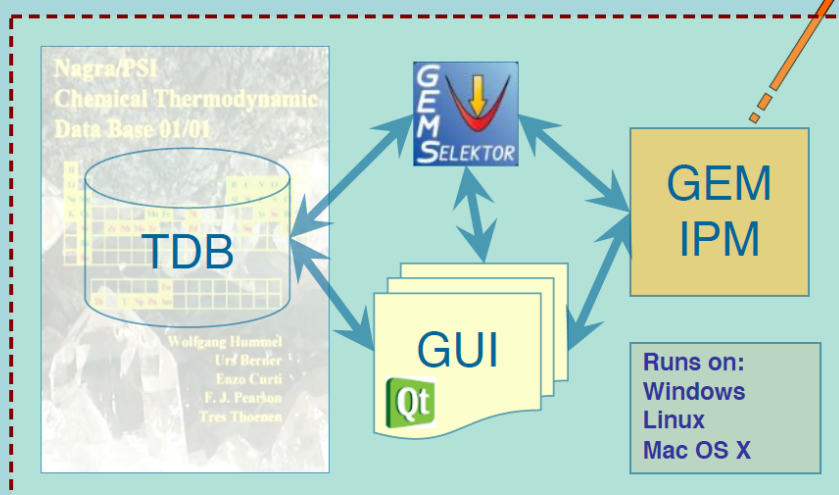 Nagra/PSI
Chemical Thermodynamic
Data Base 01/01
TDB
Wolfgang Hummel
Urs Berner
Enzo Curti
F. J. Pearson
Tres Thoenen
GEMS
SELEKTOR
GUI
Qt
GEM
IPM
Runs on:
Windows
Linux
Mac OS X